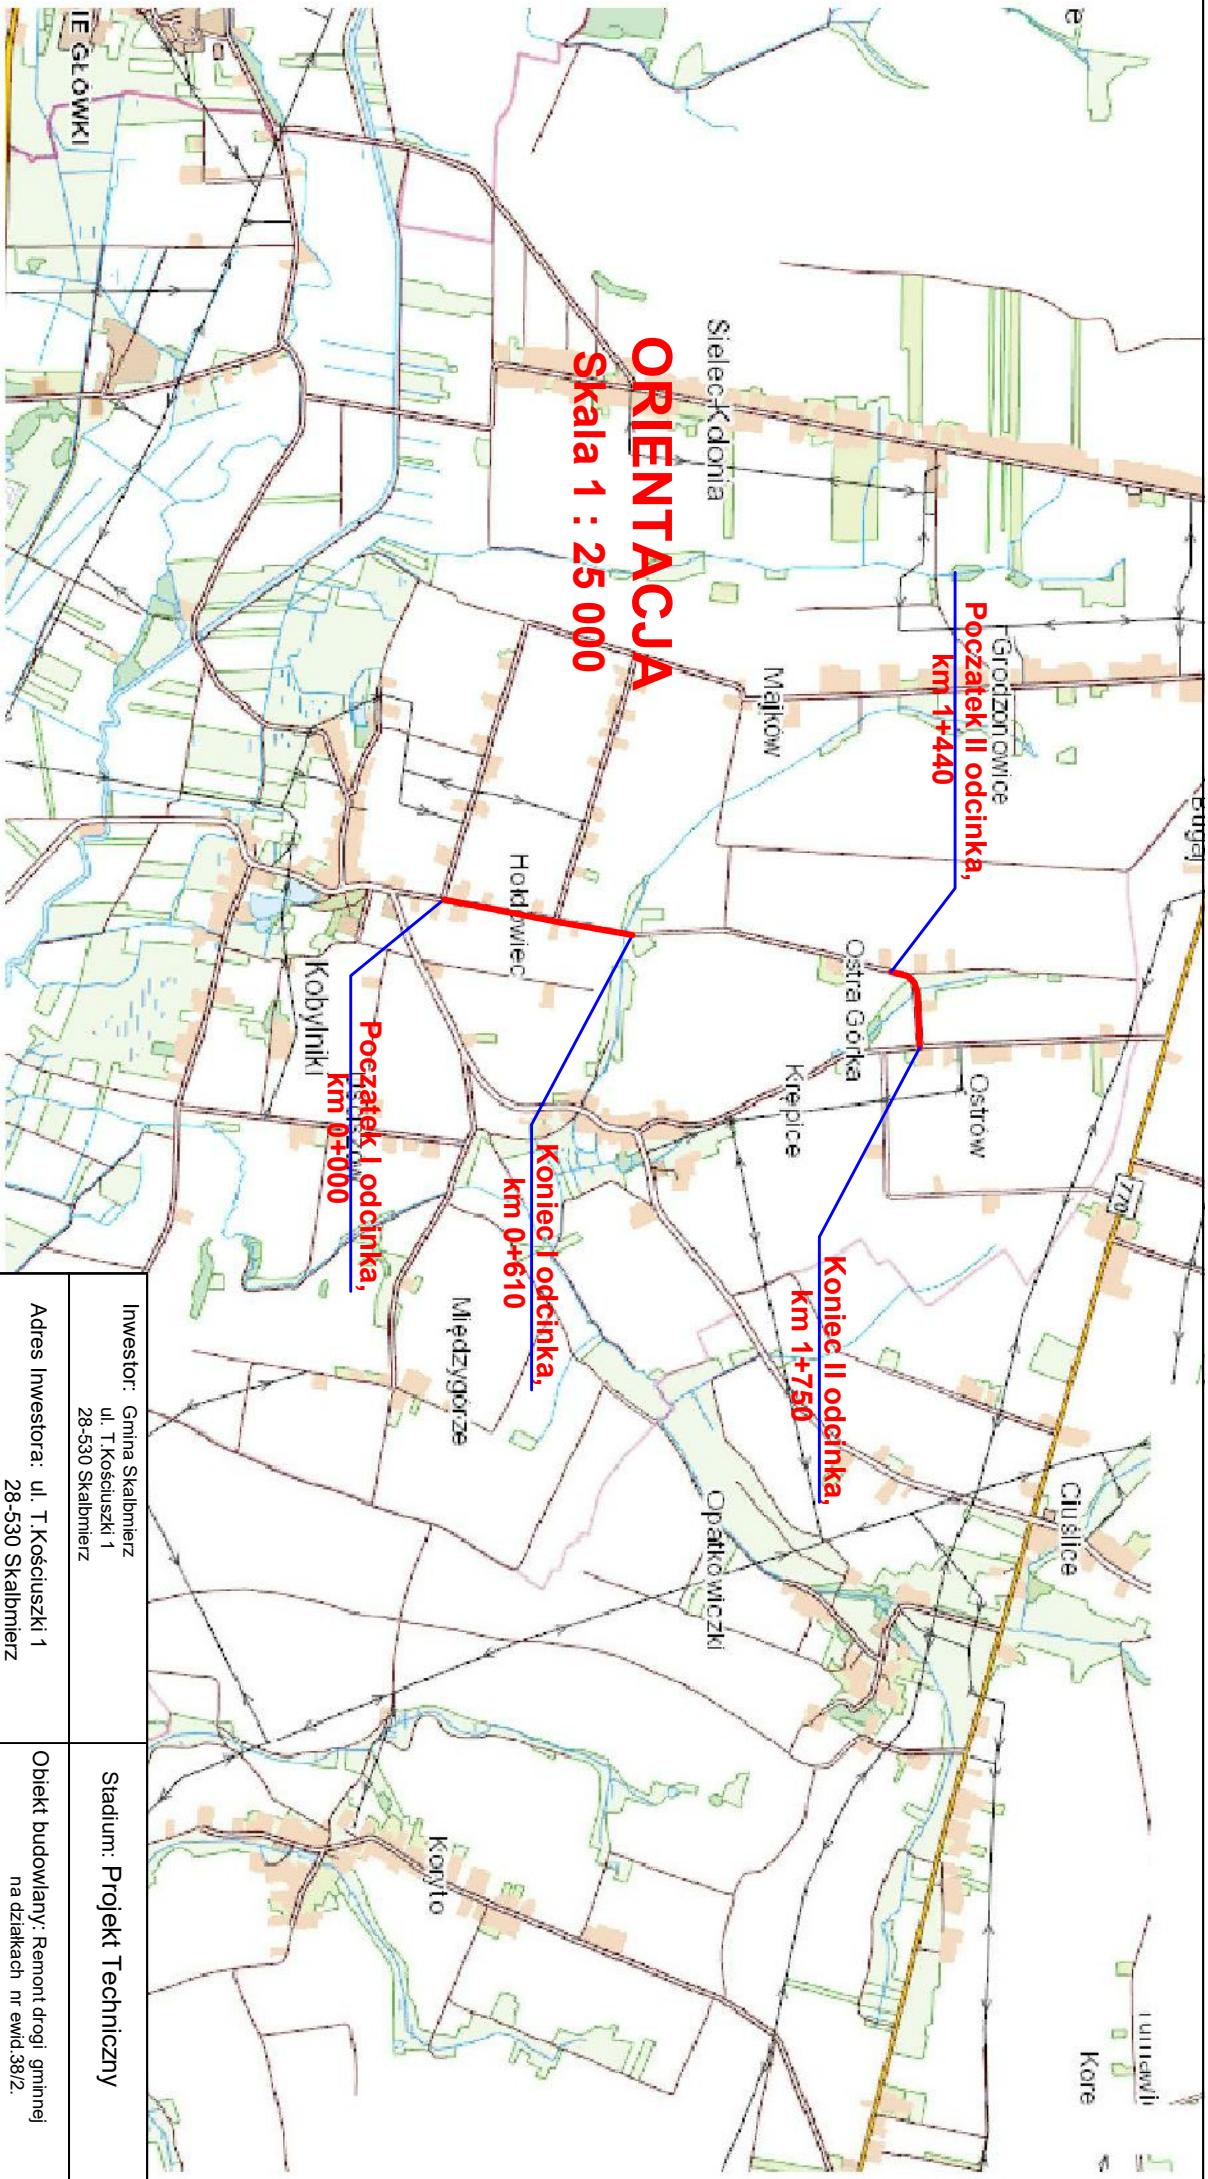 ORIENTACJA
Skala 1 : 25 000
Sielec-Kolonia
Grodzonowice
Początek II odcinka,
km 1+440
Majków
Hołdowiec
Ostra Górka
Ostrów
Krępice
770
Kobylniki
Początek I odcinka,
km 0+000
Koniec I odcinka,
km 0+610
Koniec II odcinka,
km 1+750
Międzygórze
Opatkowiczki
Ciuslice
Koryto
Kore
IE GŁÓWKI
e
Inwestor: Gmina Skalbmierz
ul. T.Kościuszki 1
28-530 Skalbmierz
Adres Inwestora: ul. T.Kościuszki 1
28-530 Skalbmierz
Stadium: Projekt Techniczny
Obiekt budowlany: Remont drogi gminnej
na działkach nr ewid.38/2.